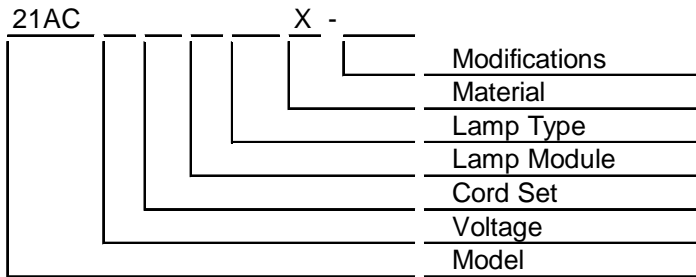 21AC X -
Modifications
Material
Lamp Type
Lamp Module
Cord Set
Voltage
Model